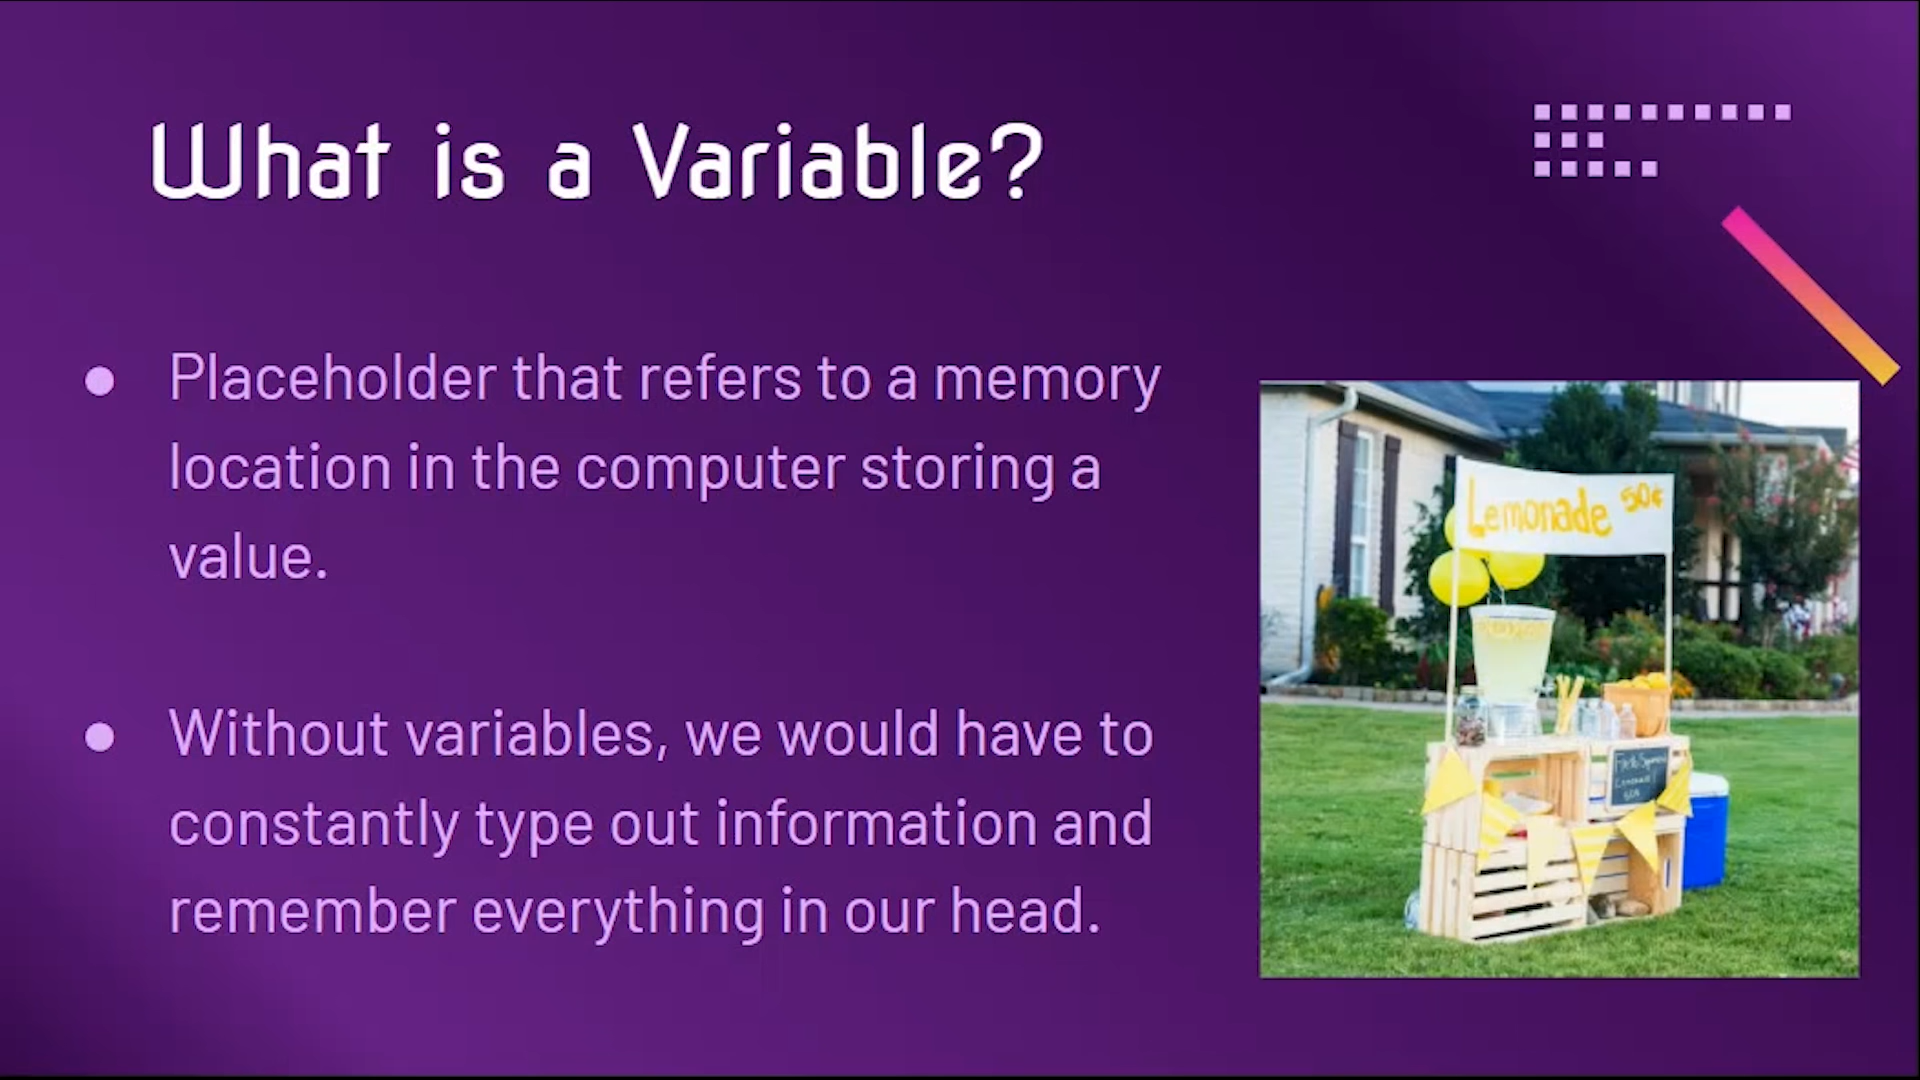 What is a Variable?
Placeholder that refers to a memory
location in the computer storing a
value.
Without variables, we would have to
constantly type out information and
remember everything in our head.
Lemonade 50¢